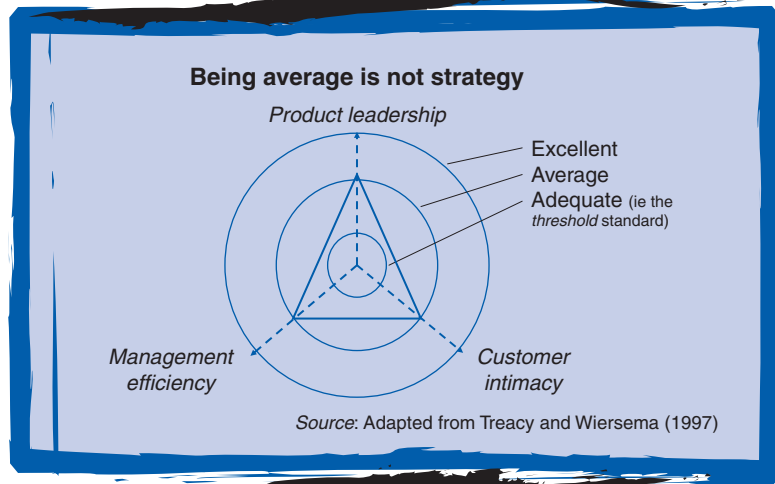 Being average is not strategy
Product leadership
Excellent
Average
Adequate (ie the
threshold standard)
Management
efficiency
Customer
intimacy
Source: Adapted from Treacy and Wiersema (1997)